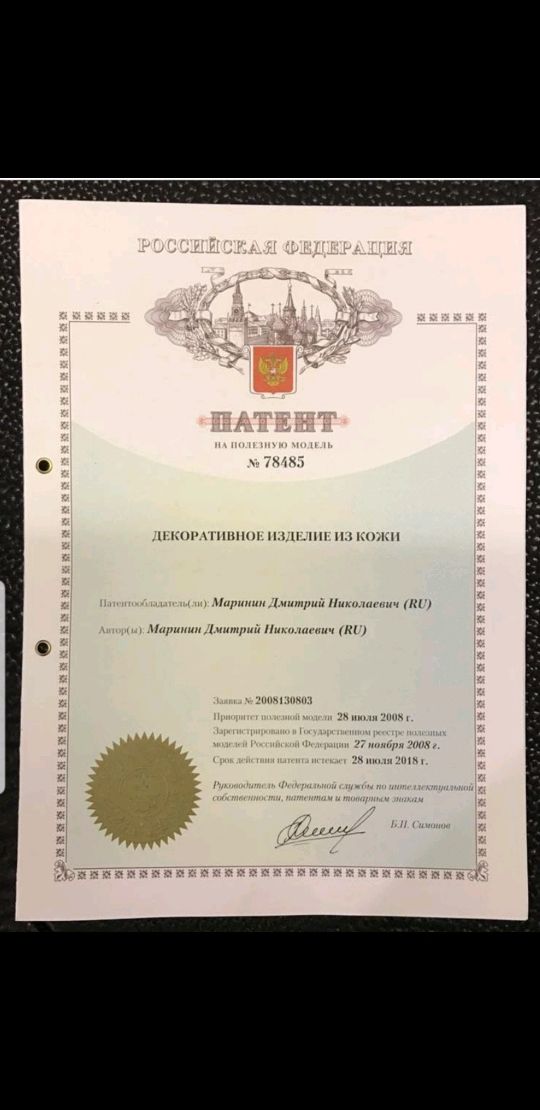 РОССИЙСКАЯ ФЕДЕРАЦИЯ
ПАТЕНТ
НА ПОЛЕЗНУЮ МОДЕЛЬ
№ 78485
ДЕКОРАТИВНОЕ ИЗДЕЛИЕ ИЗ КОЖИ
Патентообладатель(ли): Маринин Дмитрий Николаевич (RU)
Автор(ы): Маринин Дмитрий Николаевич (RU)
Заявка № 2008130803
Приоритет полезной модели 28 июля 2008 г.
Зарегистрировано в Государственном реестре полезных
моделей Российской Федерации 27 ноября 2008 г.
Срок действия патента истекает 28 июля 2018 г.
Руководитель Федеральной службы по интеллектуальной
собственности, патентам и товарным знакам
Б.П. Симонов